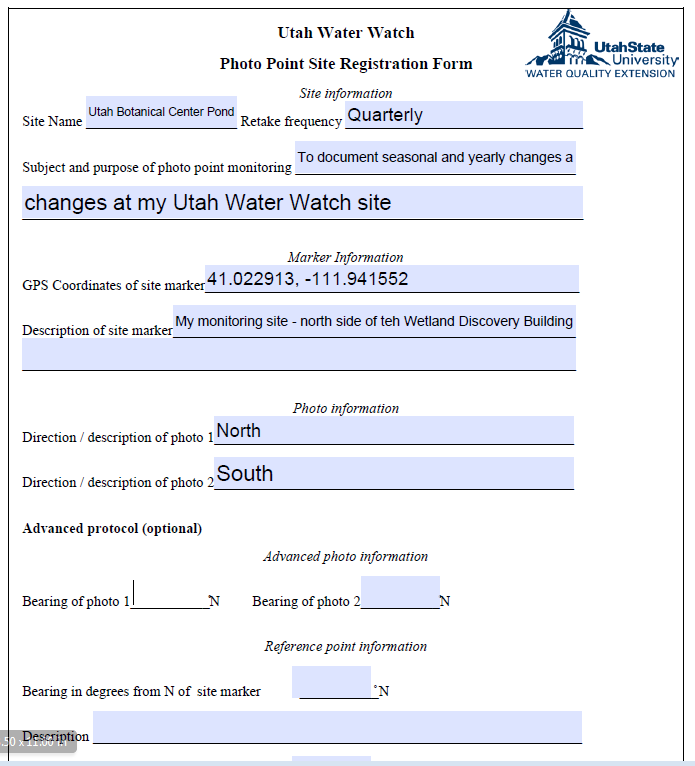 Utah Water Watch
Photo Point Site Registration Form
UtahState
University
WATER QUALITY EXTENSION
Site information
Site Name Utah Botanical Center Pond Retake frequency Quarterly
Subject and purpose of photo point monitoring To document seasonal and yearly changes a
changes at my Utah Water Watch site
Marker Information
GPS Coordinates of site marker 41.022913, -111.941552
Description of site marker My monitoring site - north side of teh Wetland Discovery Building
Photo information
Direction / description of photo 1 North
Direction / description of photo 2 South
Advanced protocol (optional)
Advanced photo information
Bearing of photo 1 °N Bearing of photo 2 °N
Reference point information
Bearing in degrees from N of site marker °N
Description
.50 x 11.00 in